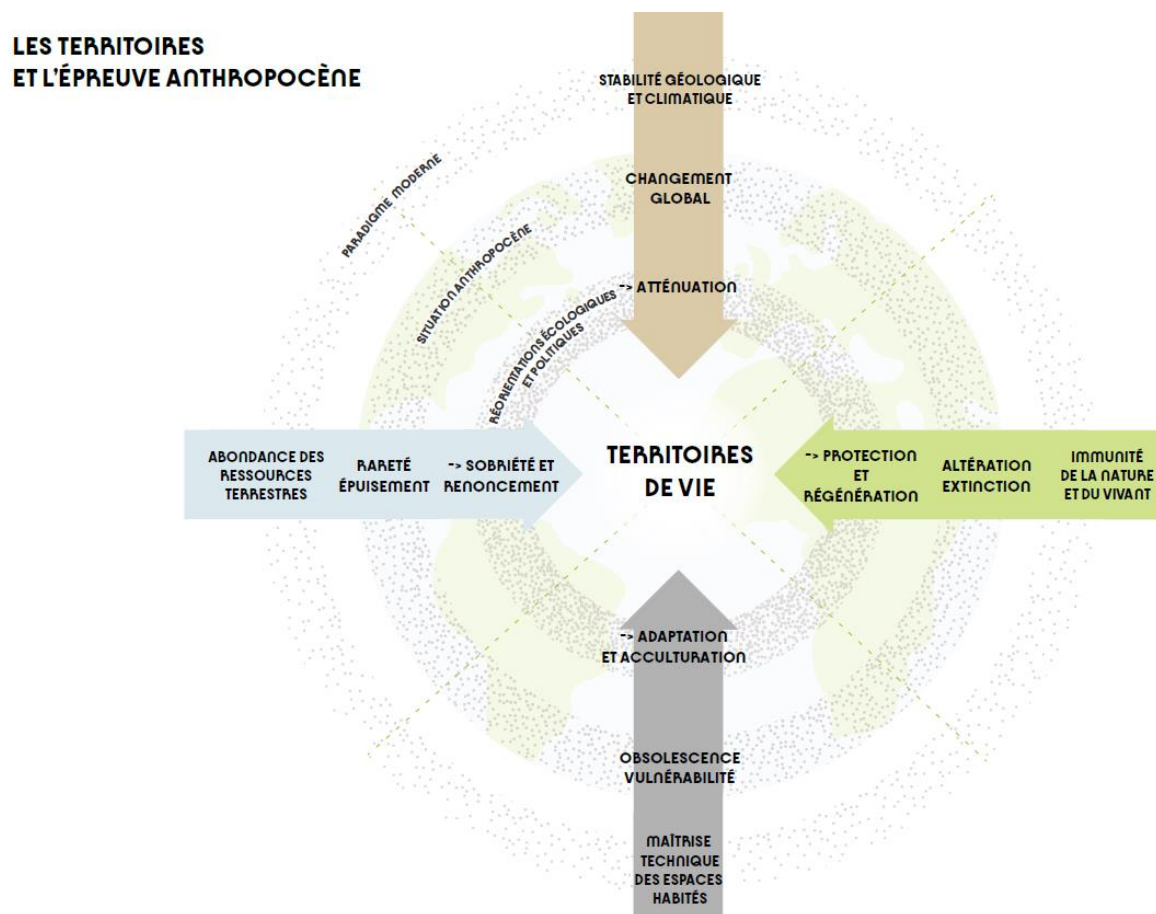 LES TERRITOIRES
ET L'ÉPREUVE ANTHROPOCÈNE
STABILITÉ GÉOLOGIQUE
ET CLIMATIQUE
CHANGEMENT
GLOBAL
-> ATTÉNUATION
PARADIGME MODERNE
SITUATION ANTHROPOCÈNE
RÉORIENTATIONS ÉCOLOGIQUES
ET POLITIQUES
ABONDANCE DES
RESSOURCES
TERRESTRES
RARETÉ
ÉPUISEMENT
-> SOBRIÉTÉ ET
RENONCEMENT
TERRITOIRES
DE VIE
-> PROTECTION
ET
RÉGÉNÉRATION
ALTÉRATION
EXTINCTION
IMMUNITÉ
DE LA NATURE
ET DU VIVANT
-> ADAPTATION
ET ACCULTURATION
OBSOLESCENCE
VULNÉRABILITÉ
MAÎTRISE
TECHNIQUE
DES ESPACES
HABITÉS